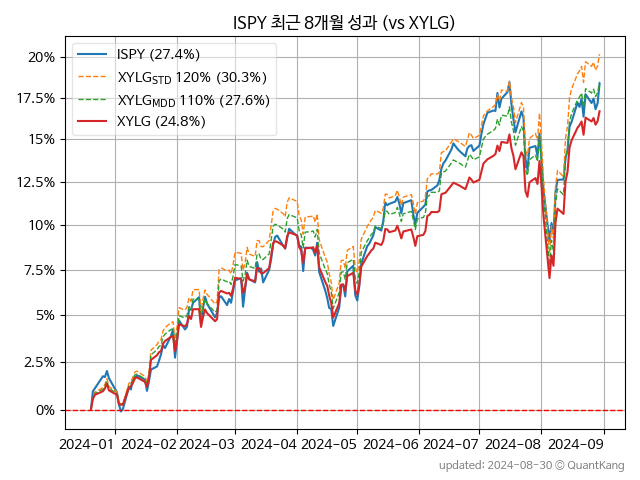 ISPY 최근 8개월 성과 (vs XYLG)
ISPY (27.4%)
XYLG_STD 120% (30.3%)
XYLG_MDD 110% (27.6%)
XYLG (24.8%)
20%
17.5%
15%
12.5%
10%
7.5%
5%
2.5%
0%
2024-01 2024-02 2024-03 2024-04 2024-05 2024-06 2024-07 2024-08 2024-09
updated: 2024-08-30 © QuantKang